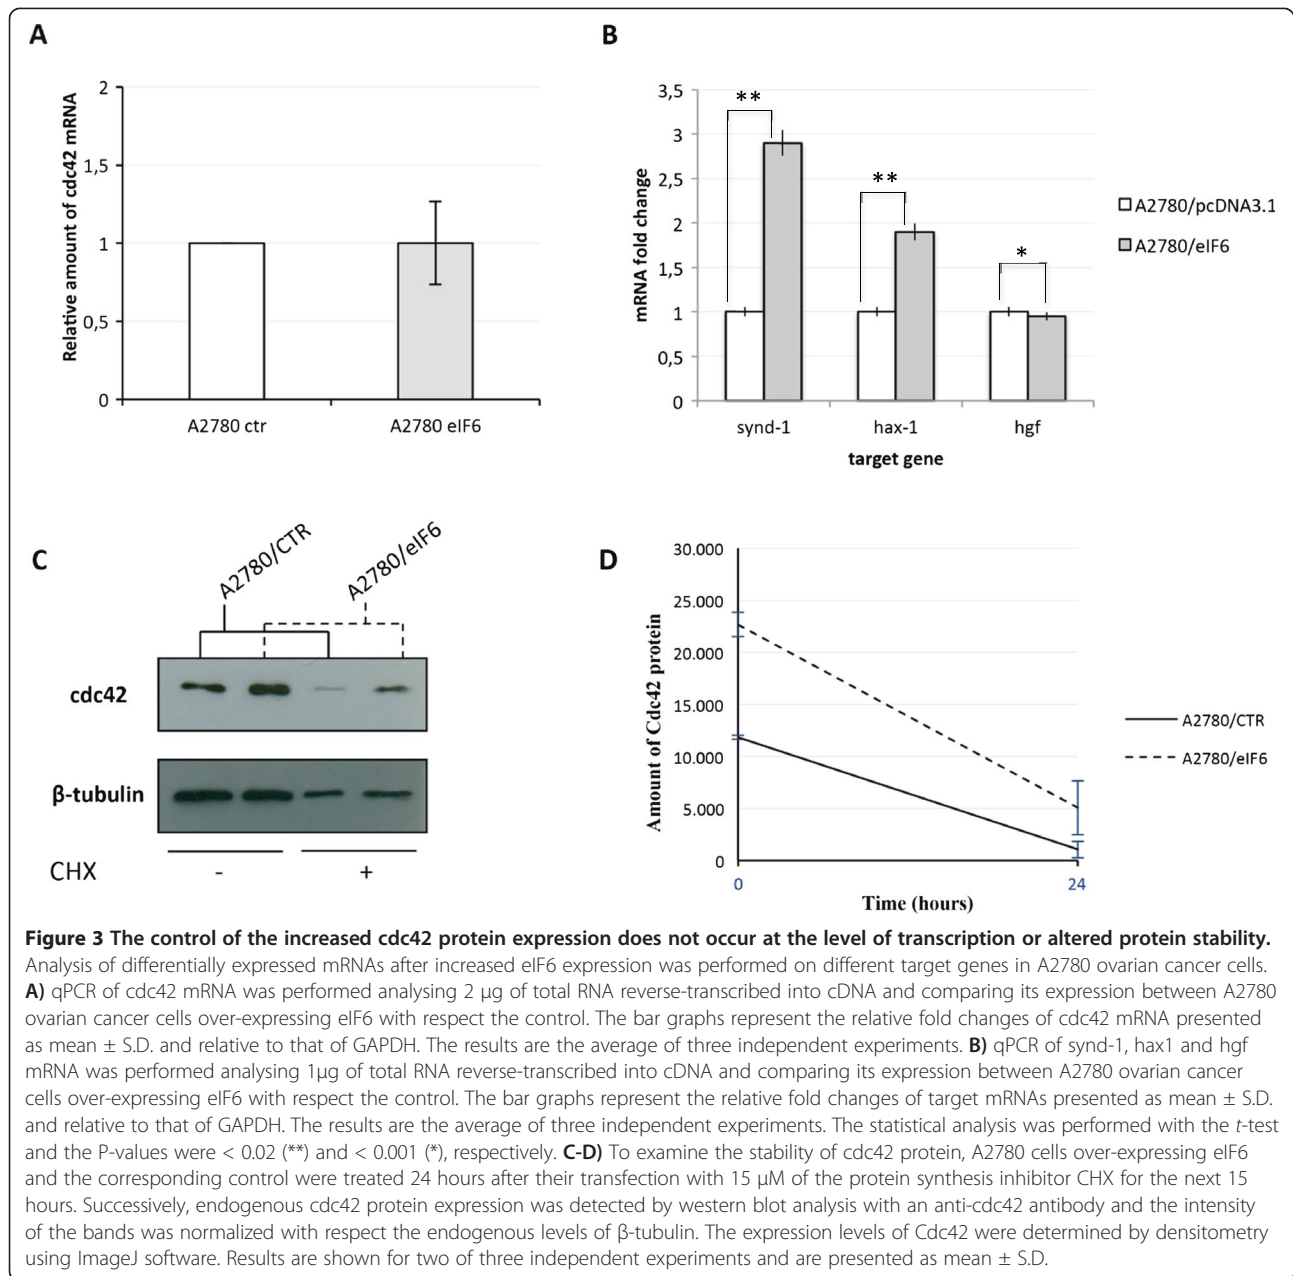 A
Relative amount of cdc42 mRNA
2
1,5
1
0,5
0
A2780 ctr
A2780 eIF6
B
mRNA fold change
3,5
3
2,5
2
1,5
1
0,5
0
**
**
*
synd-1
hax-1
hgf
target gene
A2780/pcDNA3.1
A2780/eIF6
C
A2780/CTR
A2780/eIF6
cdc42
β-tubulin
CHX
-
+
D
Amount of Cdc42 protein
30.000
25.000
20.000
15.000
10.000
5.000
0
0
24
Time (hours)
A2780/CTR
A2780/eIF6
Figure 3 The control of the increased cdc42 protein expression does not occur at the level of transcription or altered protein stability.
Analysis of differentially expressed mRNAs after increased eIF6 expression was performed on different target genes in A2780 ovarian cancer cells.
A) qPCR of cdc42 mRNA was performed analysing 2 μg of total RNA reverse-transcribed into cDNA and comparing its expression between A2780
ovarian cancer cells over-expressing eIF6 with respect the control. The bar graphs represent the relative fold changes of cdc42 mRNA presented
as mean ± S.D. and relative to that of GAPDH. The results are the average of three independent experiments. B) qPCR of synd-1, hax1 and hgf
mRNA was performed analysing 1μg of total RNA reverse-transcribed into cDNA and comparing its expression between A2780 ovarian cancer
cells over-expressing eIF6 with respect the control. The bar graphs represent the relative fold changes of target mRNAs presented as mean ± S.D.
and relative to that of GAPDH. The results are the average of three independent experiments. The statistical analysis was performed with the t-test
and the P-values were < 0.02 (**) and < 0.001 (*), respectively. C-D) To examine the stability of cdc42 protein, A2780 cells over-expressing eIF6
and the corresponding control were treated 24 hours after their transfection with 15 μM of the protein synthesis inhibitor CHX for the next 15
hours. Successively, endogenous cdc42 protein expression was detected by western blot analysis with an anti-cdc42 antibody and the intensity
of the bands was normalized with respect the endogenous levels of β-tubulin. The expression levels of Cdc42 were determined by densitometry
using ImageJ software. Results are shown for two of three independent experiments and are presented as mean ± S.D.